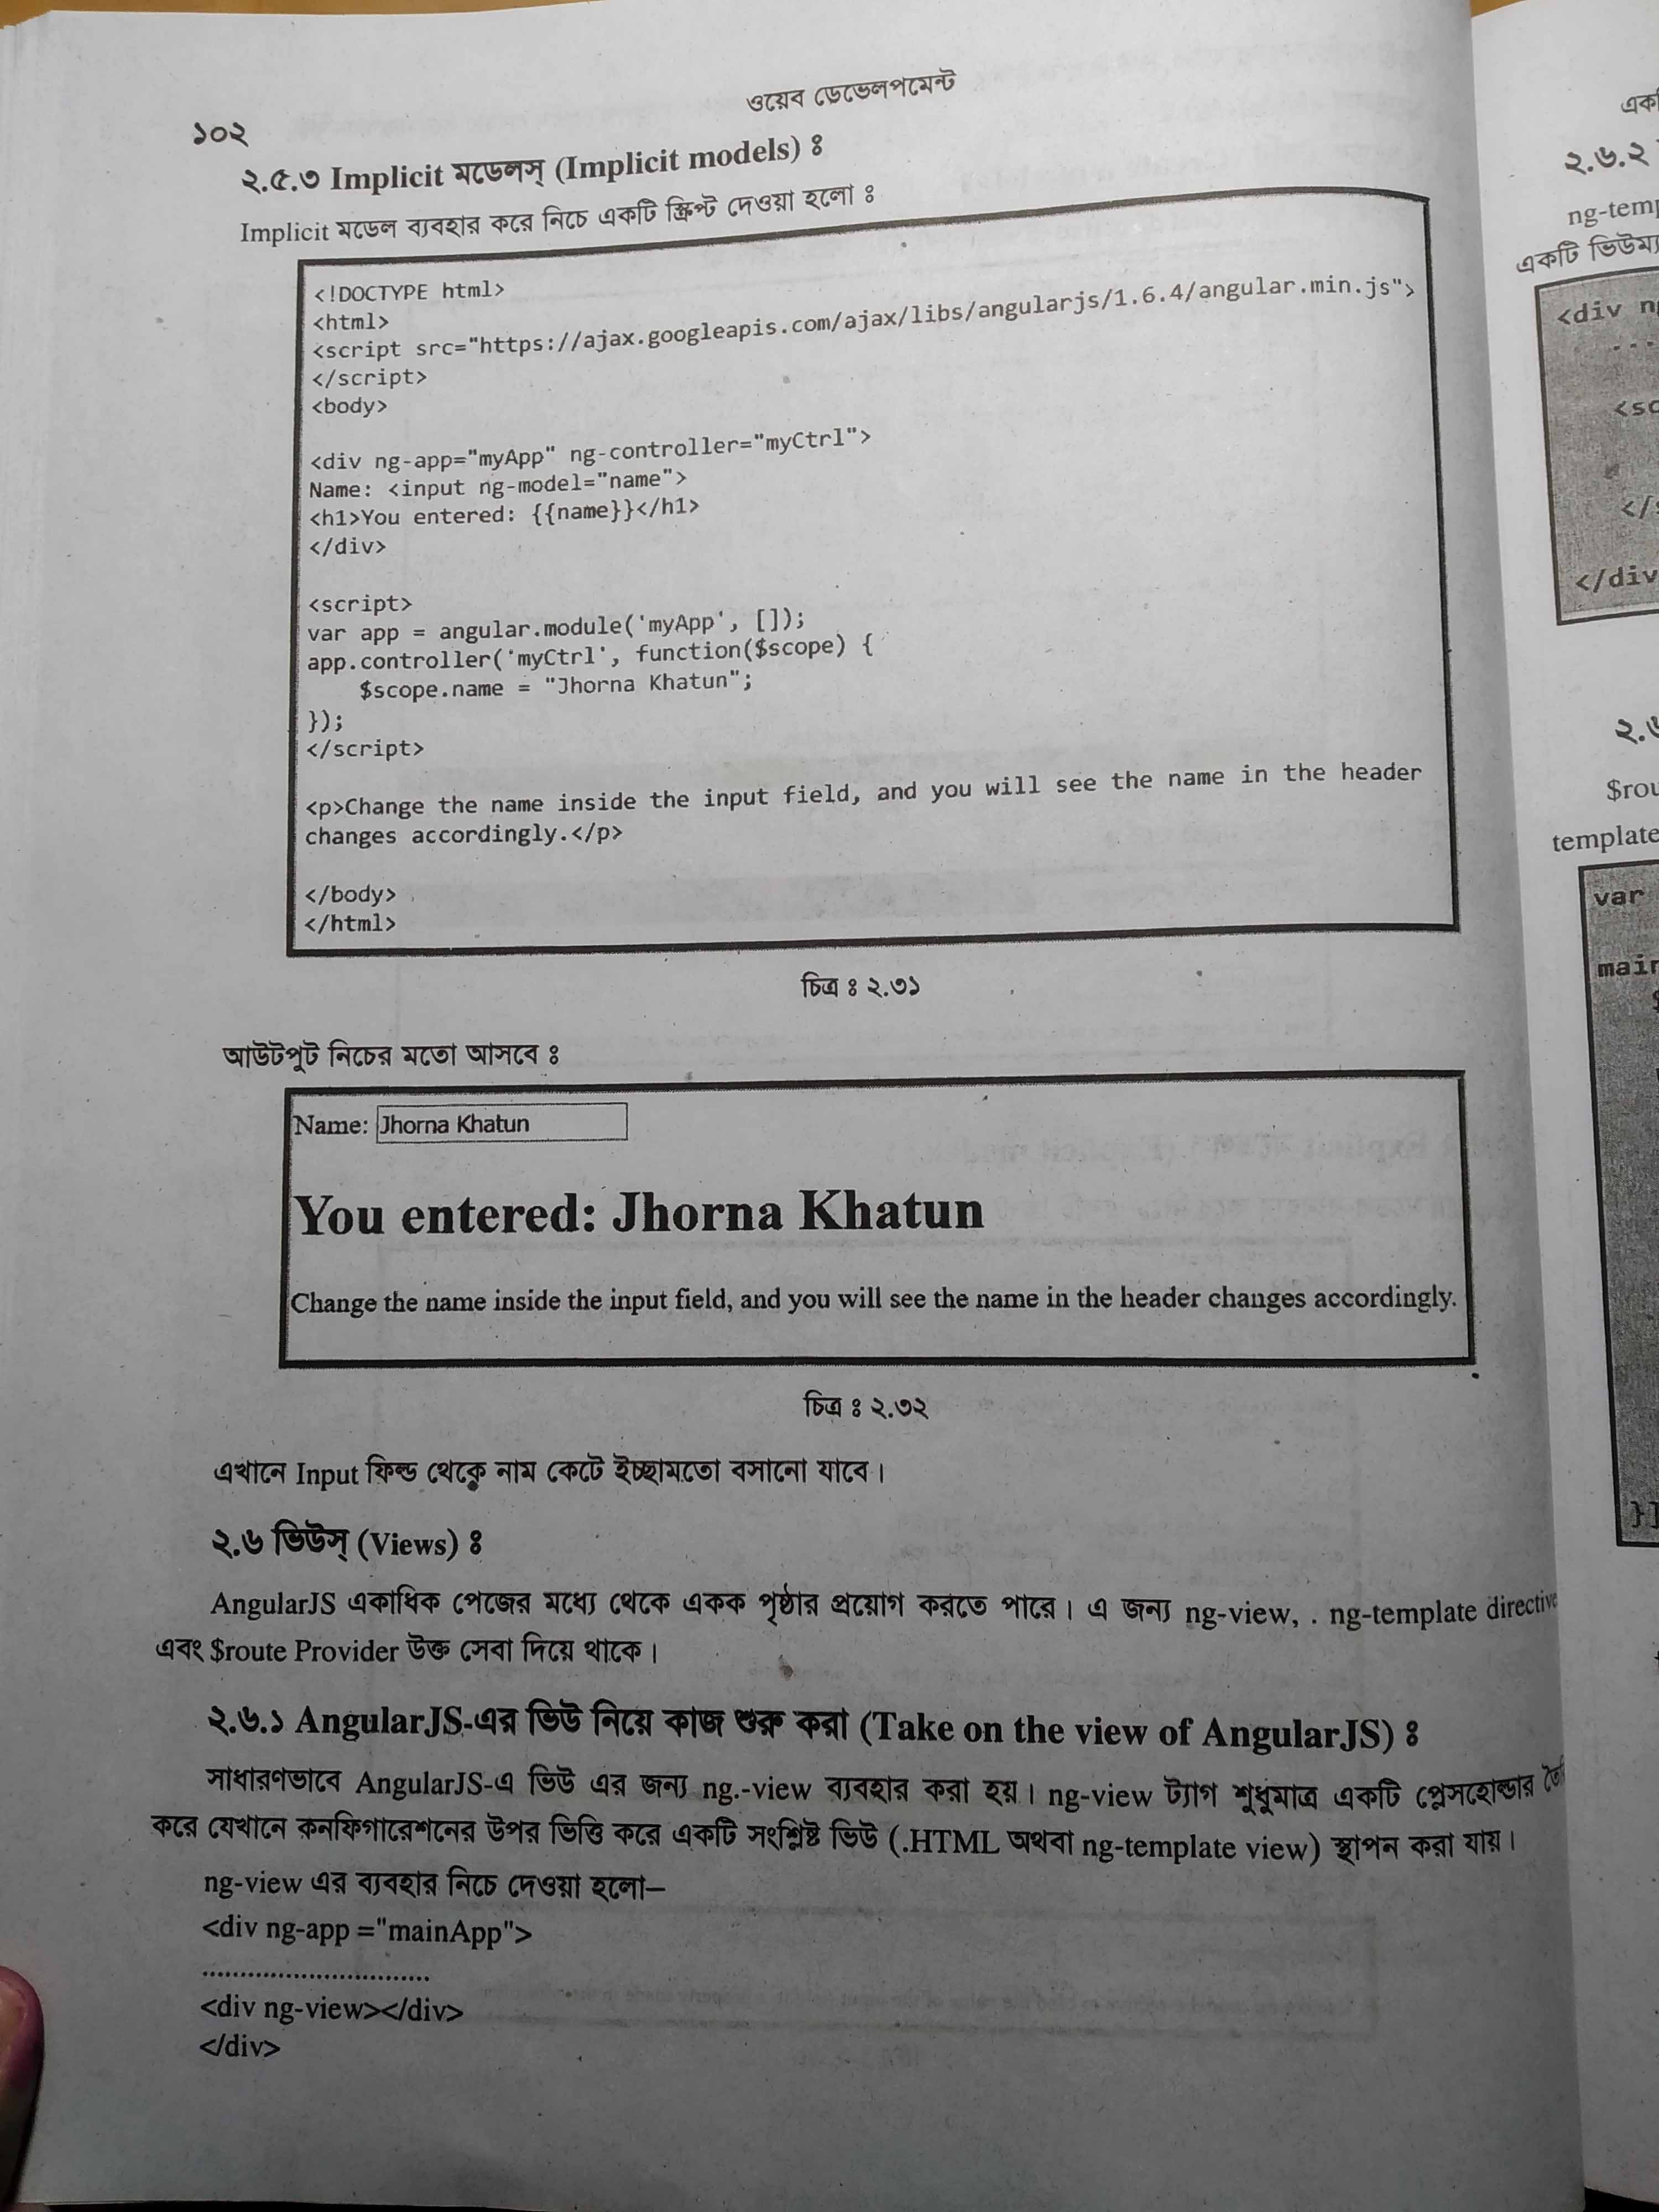 ওয়েব ডেভেলপমেন্ট
১০২
২.৫.৩ Implicit মডেলস্ (Implicit models) ঃ
Implicit মডেল ব্যবহার করে নিচে একটি স্ক্রিপ্ট দেওয়া হলো ঃ
<!DOCTYPE html>
<html>
<script src="https://ajax.googleapis.com/ajax/libs/angularjs/1.6.4/angular.min.js">
</script>
<body>
<div ng-app="myApp" ng-controller="myCtrl">
Name: <input ng-model="name">
<h1>You entered: {{name}}</h1>
</div>
<script>
var app = angular.module('myApp', []);
app.controller('myCtrl', function($scope) {
$scope.name = "Jhorna Khatun";
});
</script>
<p>Change the name inside the input field, and you will see the name in the header
changes accordingly.</p>
</body>
</html>
চিত্র ঃ ২.৩১
আউটপুট নিচের মতো আসবে ঃ
Name: Jhorna Khatun
You entered: Jhorna Khatun
Change the name inside the input field, and you will see the name in the header changes accordingly.
চিত্র ঃ ২.৩২
এখানে Input ফিল্ড থেকে নাম কেটে ইচ্ছামতো বসানো যাবে।
২.৬ ভিউস্ (Views) ঃ
AngularJS একাধিক পেজের মধ্যে থেকে একক পৃষ্ঠার প্রয়োগ করতে পারে। এ জন্য ng-view, . ng-template directive
এবং $route Provider উক্ত সেবা দিয়ে থাকে।
২.৬.১ AngularJS-এর ভিউ নিয়ে কাজ শুরু করা (Take on the view of AngularJS) ঃ
সাধারণভাবে AngularJS-এ ভিউ এর জন্য ng.-view ব্যবহার করা হয়। ng-view ট্যাগ শুধুমাত্র একটি প্লেসহোল্ডার
করে যেখানে কনফিগারেশনের উপর ভিত্তি করে একটি সংশ্লিষ্ট ভিউ (.HTML অথবা ng-template view) স্থাপন করা যায়।
ng-view এর ব্যবহার নিচে দেওয়া হলো–
<div ng-app ="mainApp">
..............................
<div ng-view></div>
</div>
২.৬.২
একটি
<div
</div
template
var